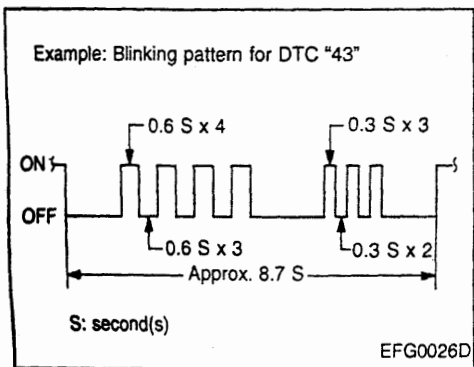 Example: Blinking pattern for DTC “43”
0.6 S x 4
0.3 S x 3
ON
OFF
0.6 S x 3
0.3 S x 2
Approx. 8.7 S
S: second(s)
EFG0026D